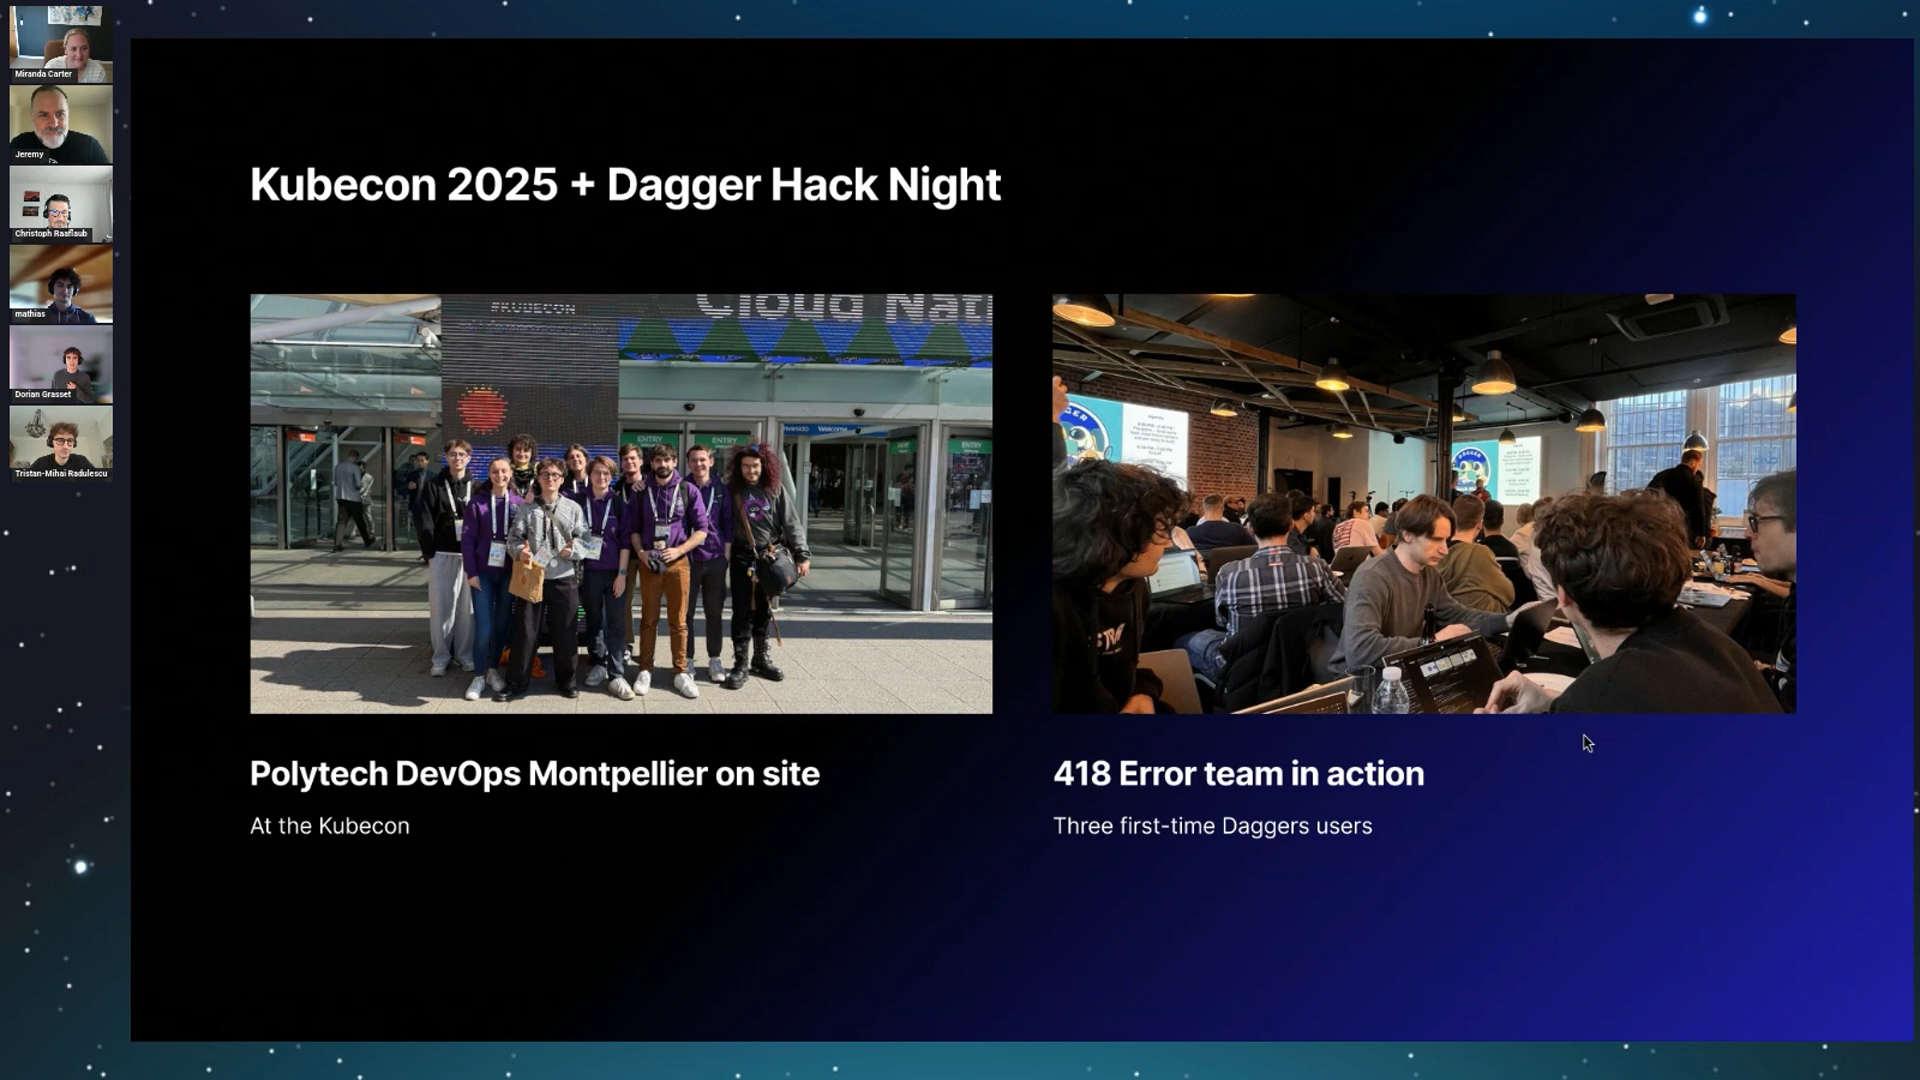 Miranda Carter
Jeremy
Christoph Raaflaub
mathias
Dorian Grasset
Tristan-Mihai Radulescu
Kubecon 2025 + Dagger Hack Night
#KUBECON
Cloud Nati
ENTRY
ENTRY
Welcome
Agenda
Polytech DevOps Montpellier on site
At the Kubecon
418 Error team in action
Three first-time Daggers users